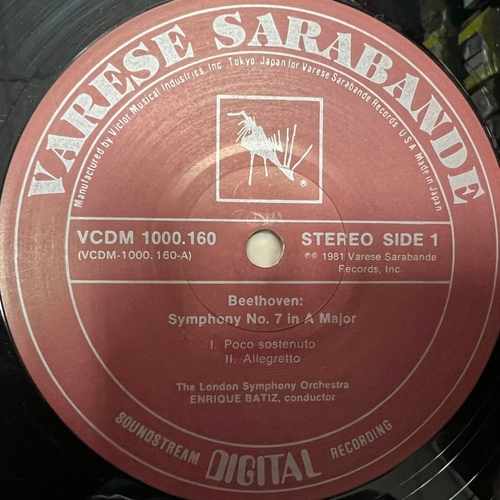 VARESE SARABANDE
Manufactured by Victor Musical Industries, Inc. Tokyo, Japan for Varese Sarabande Records, U.S.A. Made in Japan
VCDM 1000.160
(VCDM-1000. 160-A)
STEREO SIDE 1
℗ © 1981 Varese Sarabande
Records, Inc.
Beethoven:
Symphony No. 7 in A Major
I. Poco sostenuto
II. Allegretto
The London Symphony Orchestra
ENRIQUE BATIZ, conductor
SOUNDSTREAM DIGITAL RECORDING